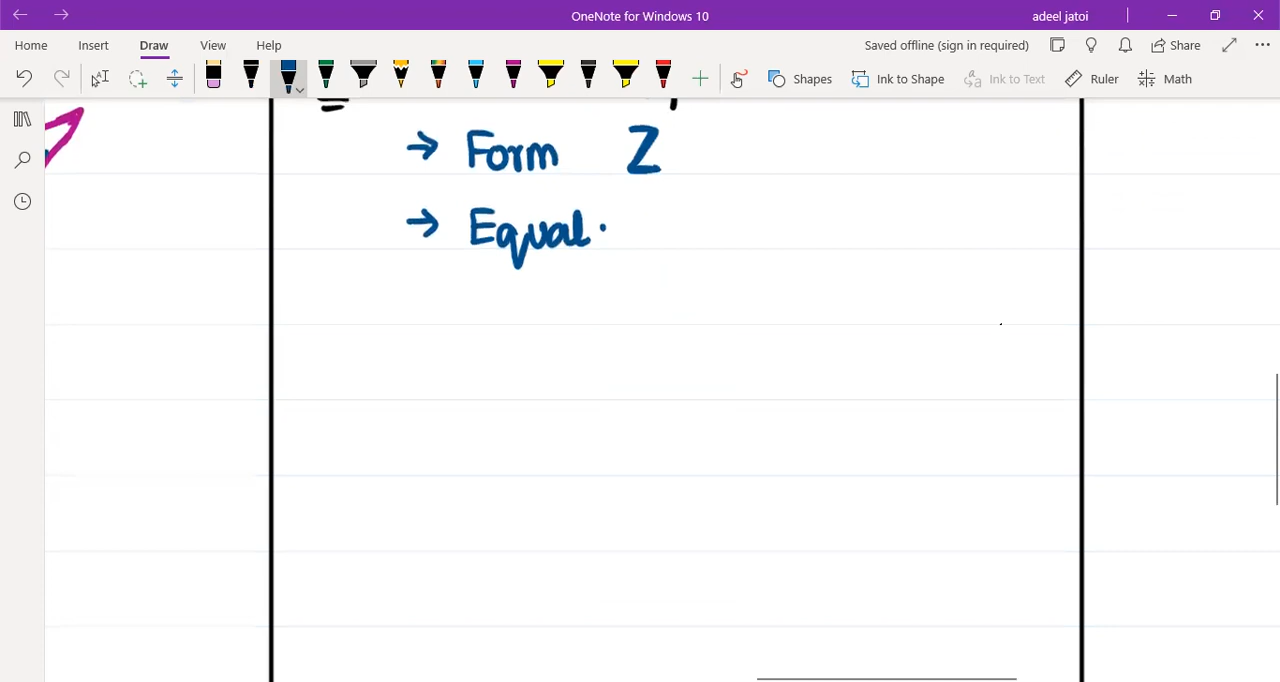 OneNote for Windows 10
adeel jatoi
Home Insert Draw View Help
Saved offline (sign in required) Share
Shapes Ink to Shape Ink to Text Ruler Math
→ Form Z
→ Equal.